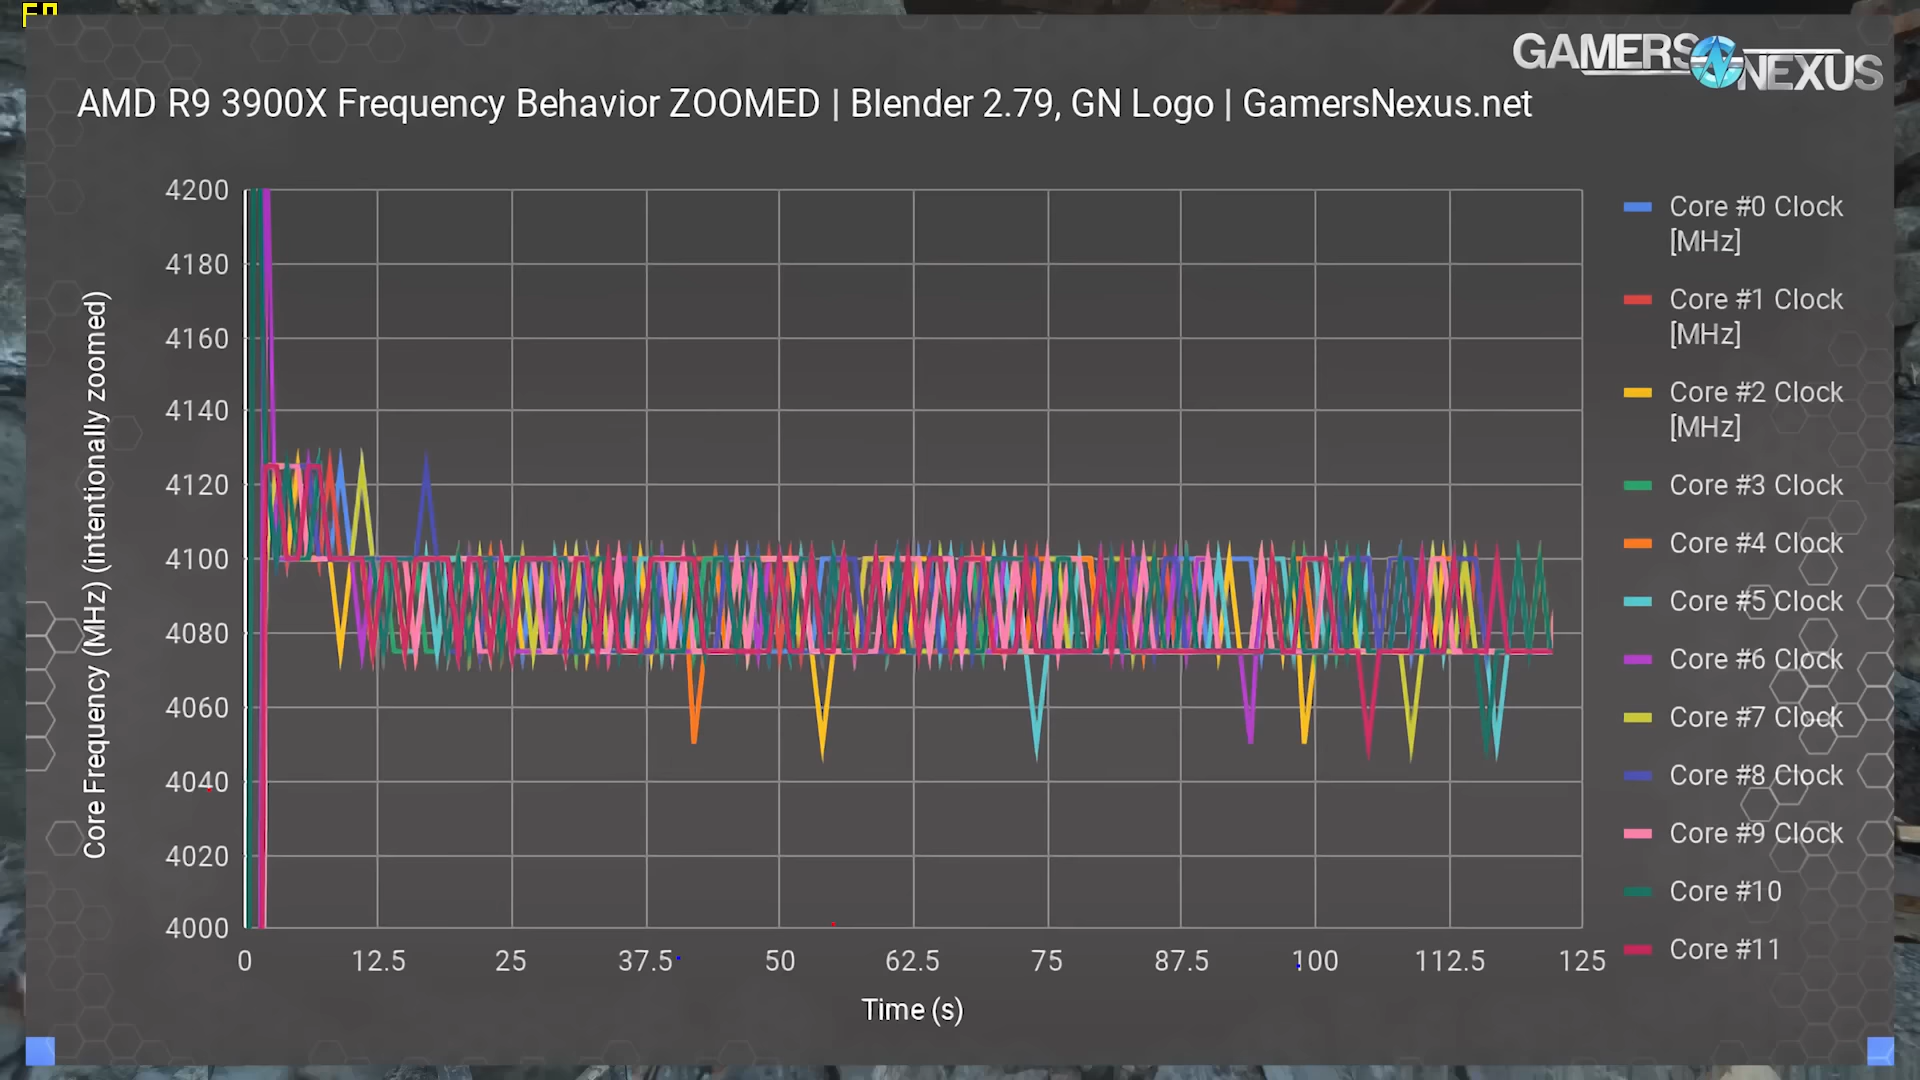 GAMERS NEXUS
AMD R9 3900X Frequency Behavior ZOOMED | Blender 2.79, GN Logo | GamersNexus.net
Core Frequency (MHz) (intentionally zoomed)
4200
4180
4160
4140
4120
4100
4080
4060
4040
4020
4000
0 12.5 25 37.5 50 62.5 75 87.5 100 112.5 125
Time (s)
Core #0 Clock
[MHz]
Core #1 Clock
[MHz]
Core #2 Clock
[MHz]
Core #3 Clock
Core #4 Clock
Core #5 Clock
Core #6 Clock
Core #7 Clock
Core #8 Clock
Core #9 Clock
Core #10
Core #11